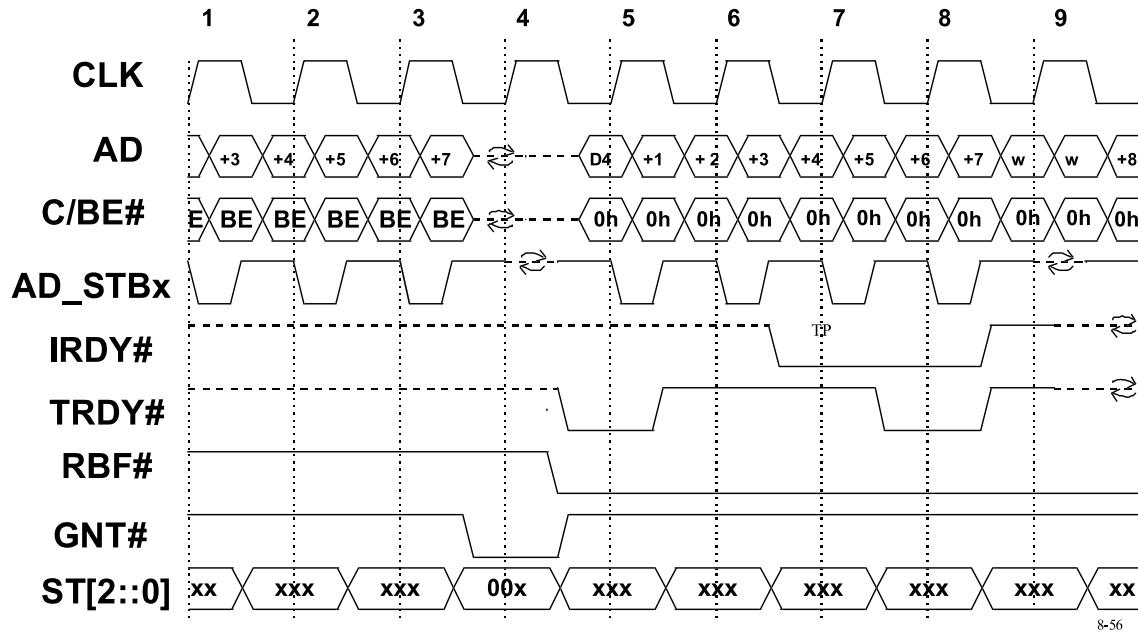 1 2 3 4 5 6 7 8 9
CLK
AD +3 +4 +5 +6 +7 D4 +1 + 2 +3 +4 +5 +6 +7 w w +8
C/BE# E BE BE BE BE BE 0h 0h 0h 0h 0h 0h 0h 0h 0h 0h 0h
AD_STBx
IRDY# TP
TRDY#
RBF#
GNT#
ST[2::0] xx xxx xxx 00x xxx xxx xxx xxx xxx xx
8-56